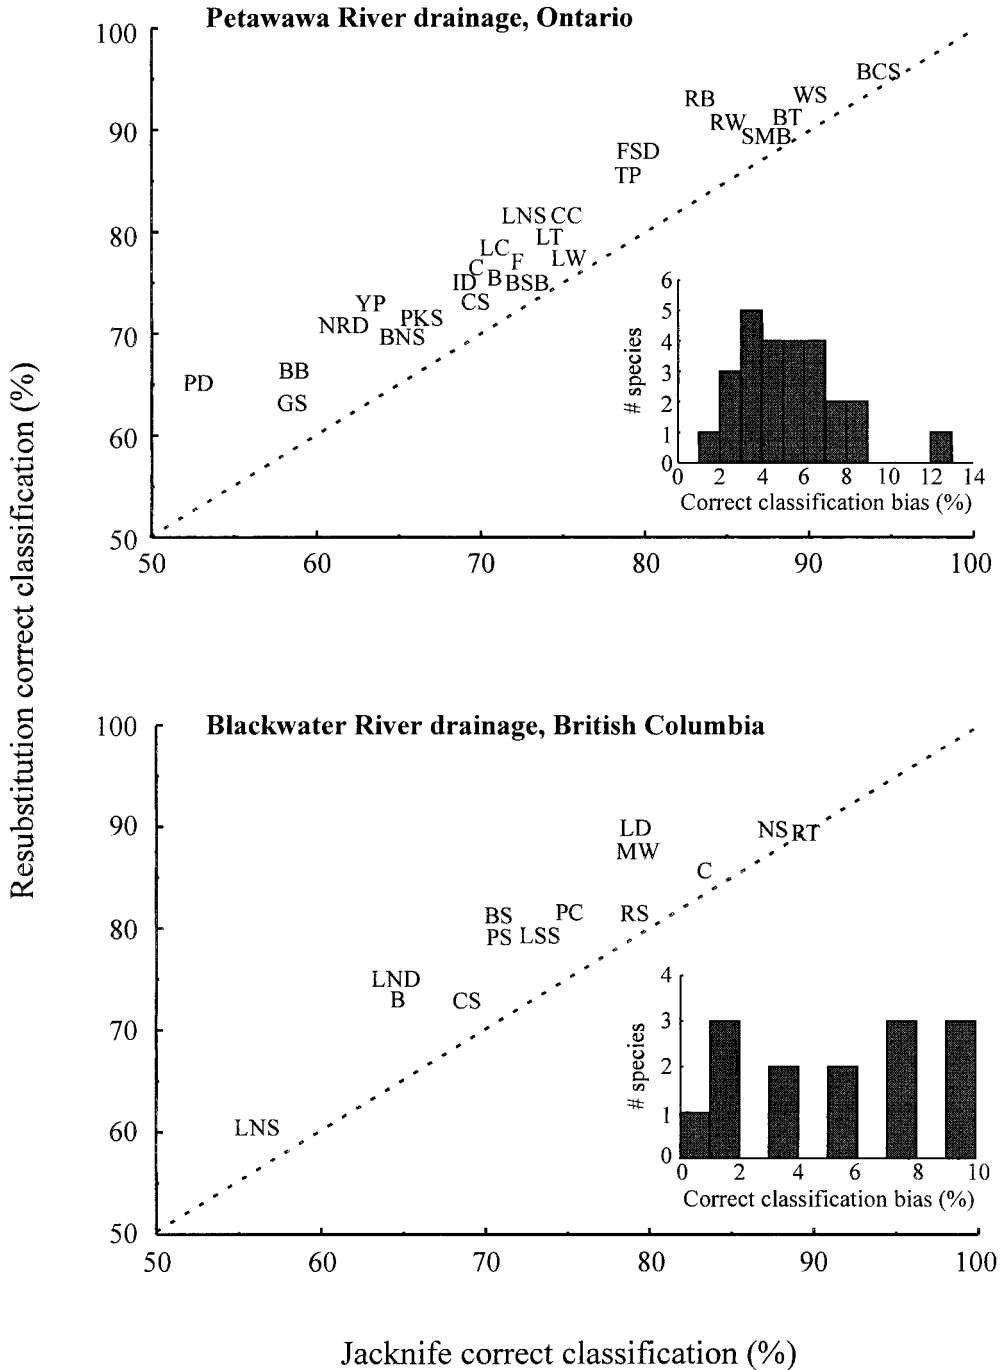 Petawawa River drainage, Ontario
100
90
80
70
60
50
50 60 70 80 90 100
BCS
WS
RB
BT
RW
SMB
FSD
TP
LNS CC
LT
LC
F LW
C
ID B BSB
CS
YP
PKS
NRD
BNS
BB
PD
GS
6
5
4
3
2
1
0
# species
0 2 4 6 8 10 12 14
Correct classification bias (%)
Resubstitution correct classification (%)
Blackwater River drainage, British Columbia
100
90
80
70
60
50
50 60 70 80 90 100
LD
NS RT
MW
C
BS PC RS
PS LSS
LND
B CS
LNS
4
3
2
1
0
# species
0 2 4 6 8 10
Correct classification bias (%)
Jacknife correct classification (%)